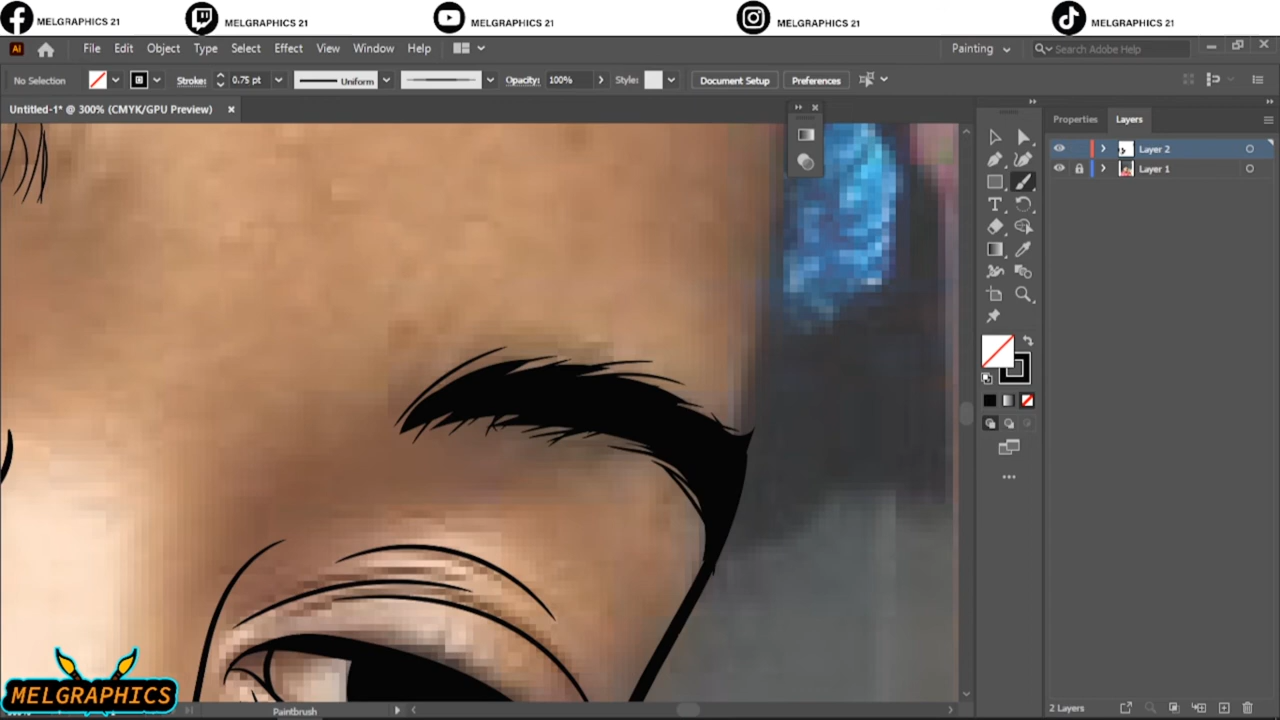 MELGRAPHICS 21
MELGRAPHICS 21
MELGRAPHICS 21
MELGRAPHICS 21
MELGRAPHICS 21
Ai File Edit Object Type Select Effect View Window Help Painting Search Adobe Help
No Selection Stroke: 0.75 pt Uniform Opacity: 100% Style: Document Setup Preferences
Untitled-1* @ 300% (CMYK/GPU Preview)
Properties Layers
Layer 2
Layer 1
MELGRAPHICS
Paintbrush
2 Layers